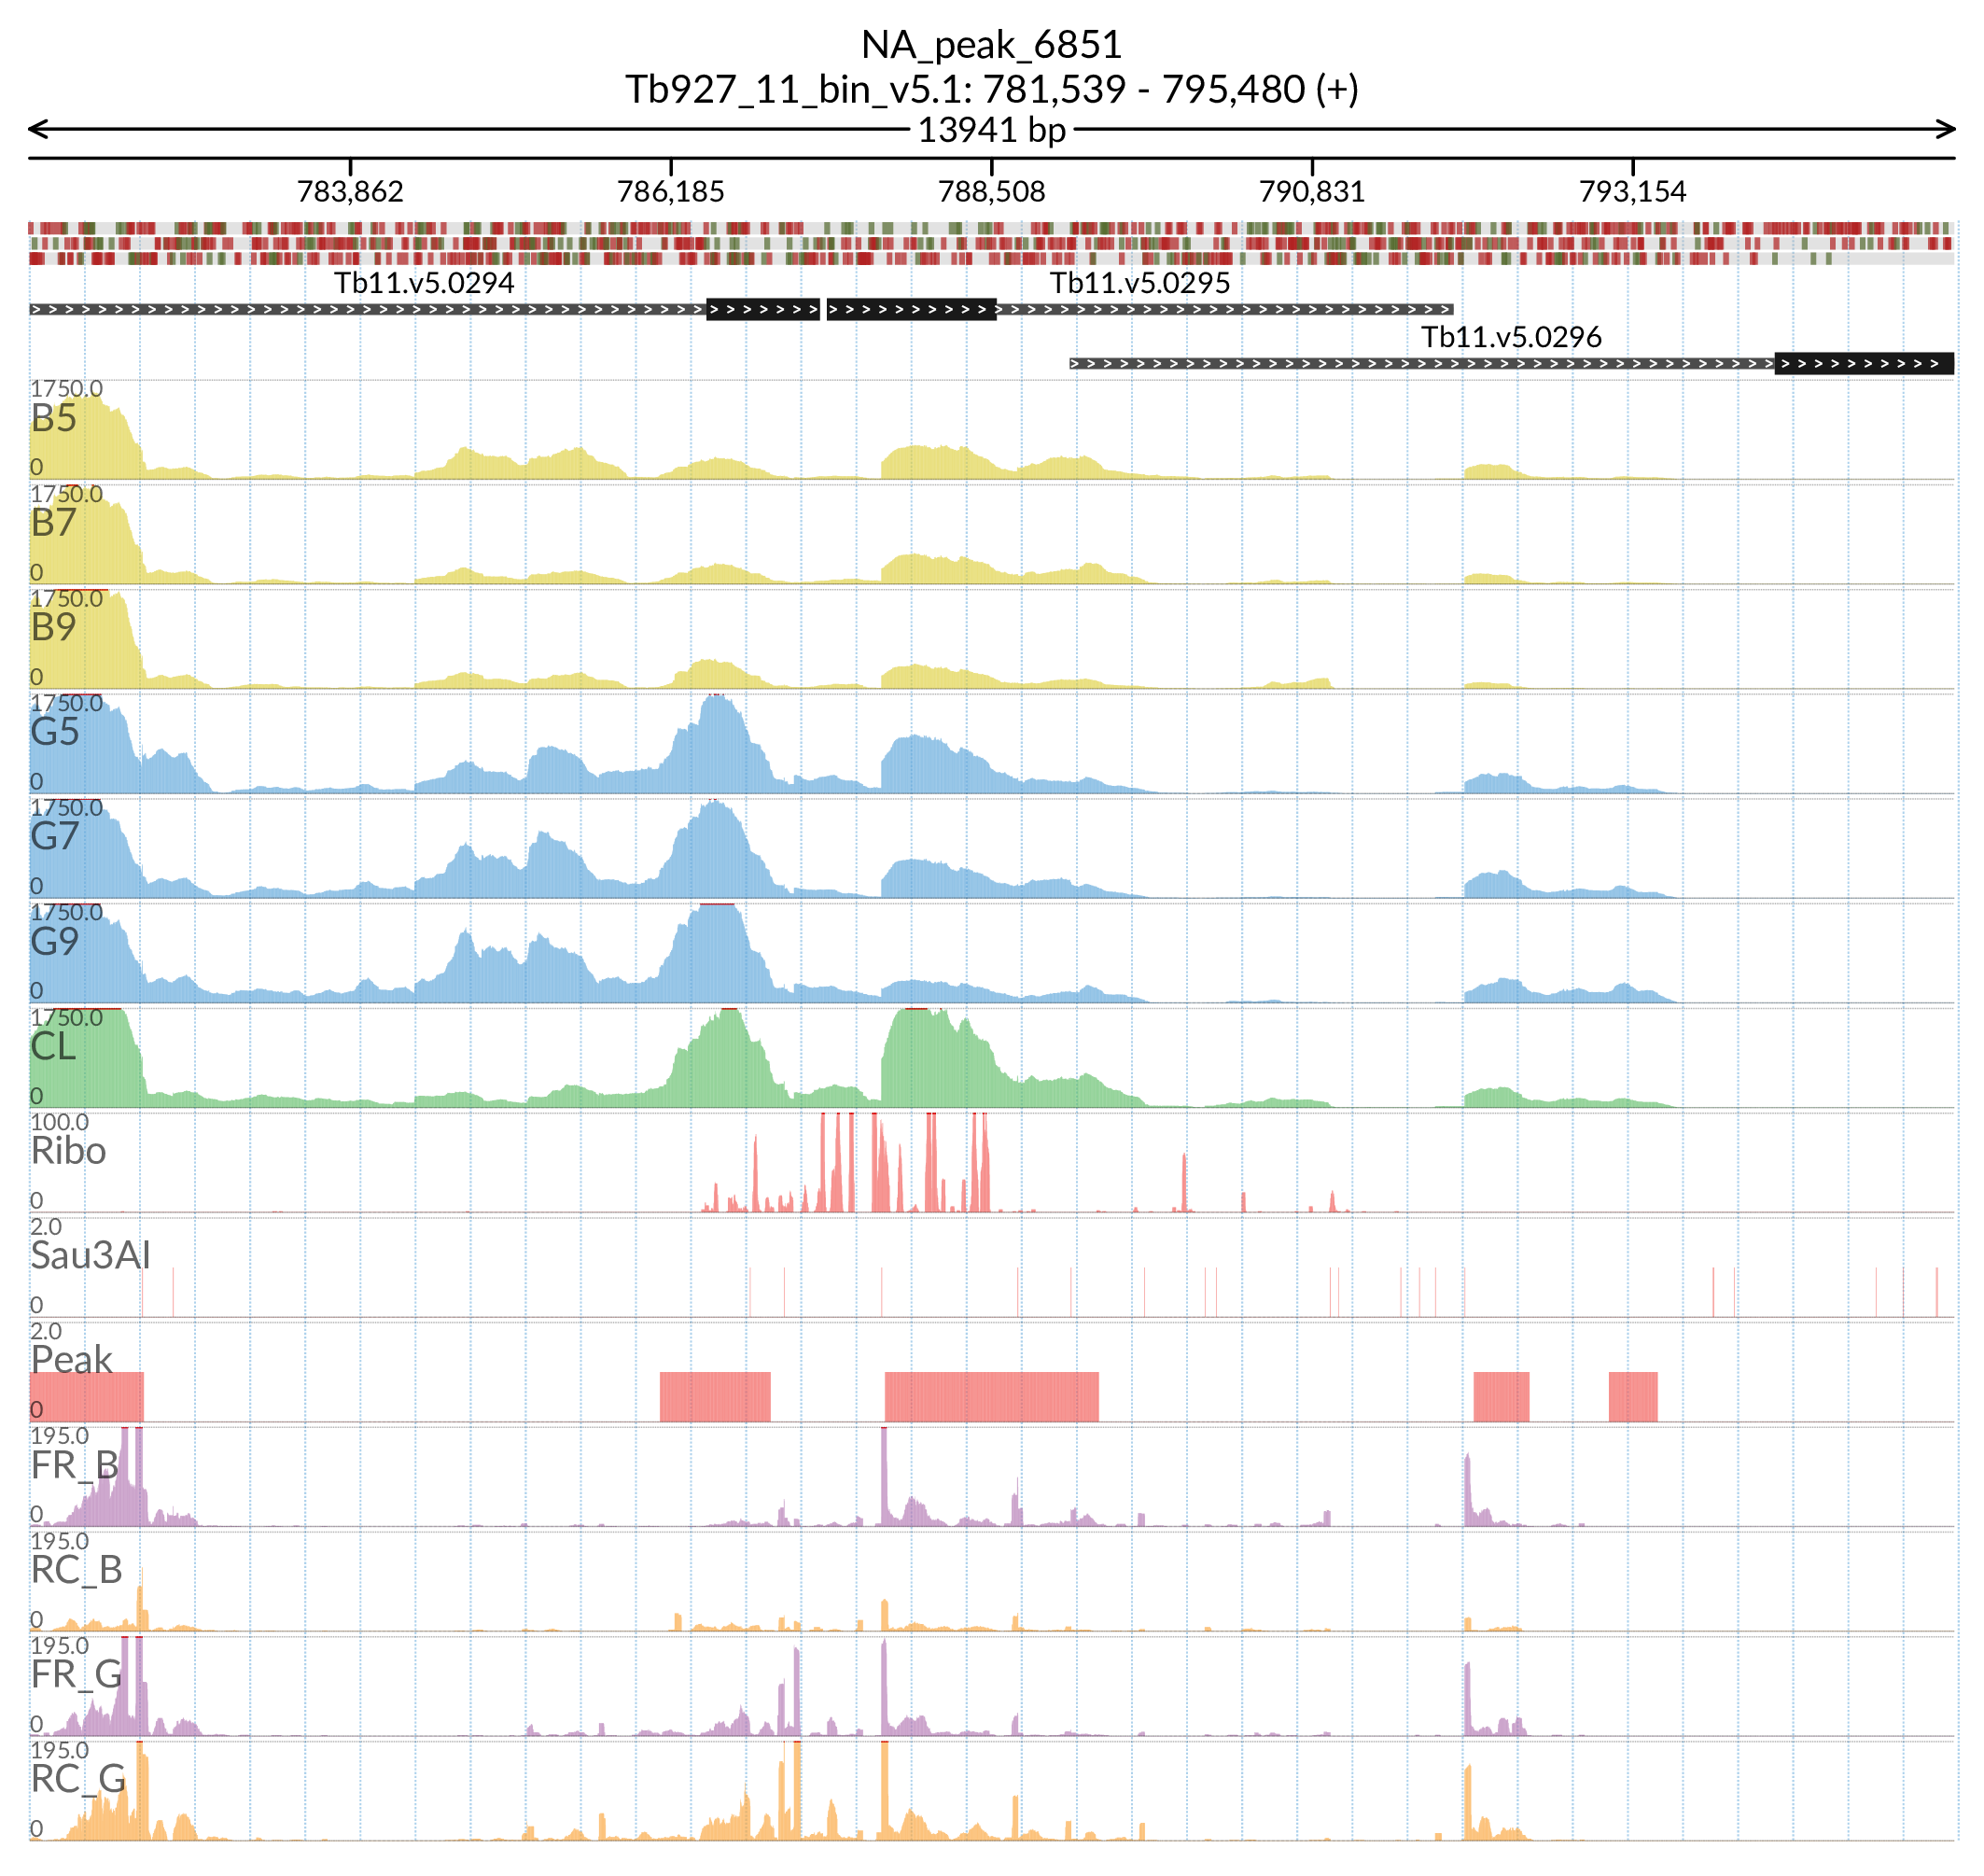 NA_peak_6851
Tb927_11_bin_v5.1: 781,539 - 795,480 (+)
13941 bp
783,862 786,185 788,508 790,831 793,154
Tb11.v5.0294 Tb11.v5.0295
Tb11.v5.0296
1750.0
B5
0
1750.0
B7
0
1750.0
B9
0
1750.0
G5
0
1750.0
G7
0
1750.0
G9
0
1750.0
CL
0
100.0
Ribo
0
2.0
Sau3AI
0
2.0
Peak
0
195.0
FR_B
0
195.0
RC_B
0
195.0
FR_G
0
195.0
RC_G
0